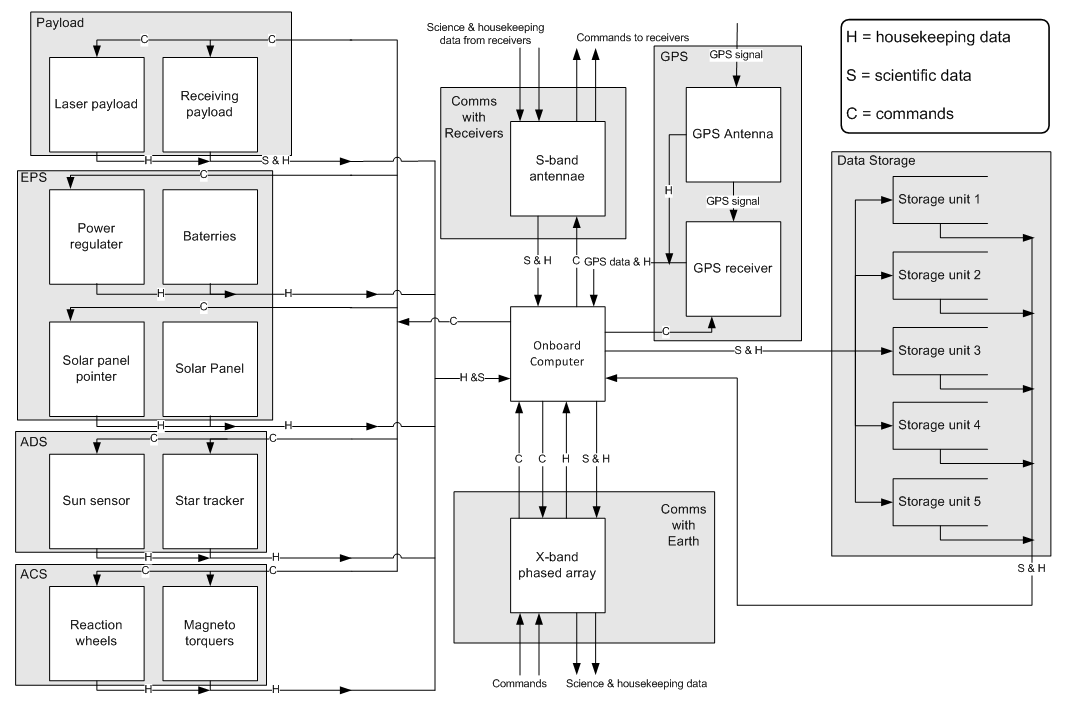 Payload
C
C
Laser payload
Receiving
payload
H
S & H
EPS
C
Power
regulater
Baterries
H
H
C
Solar panel
pointer
Solar Panel
H
H
ADS
C
C
Sun sensor
Star tracker
H
H
ACS
C
C
Reaction
wheels
Magneto
torquers
H
H
Science & housekeeping
data from receivers
Commands to receivers
Comms
with
Receivers
S-band
antennae
S & H
C
GPS data & H
GPS
GPS signal
GPS Antenna
H
GPS signal
GPS receiver
C
C
Onboard
Computer
H &S
S & H
C
C
H
S & H
Comms
with
Earth
X-band
phased array
Commands
Science & housekeeping data
H = housekeeping data
S = scientific data
C = commands
Data Storage
Storage unit 1
Storage unit 2
Storage unit 3
Storage unit 4
Storage unit 5
S & H